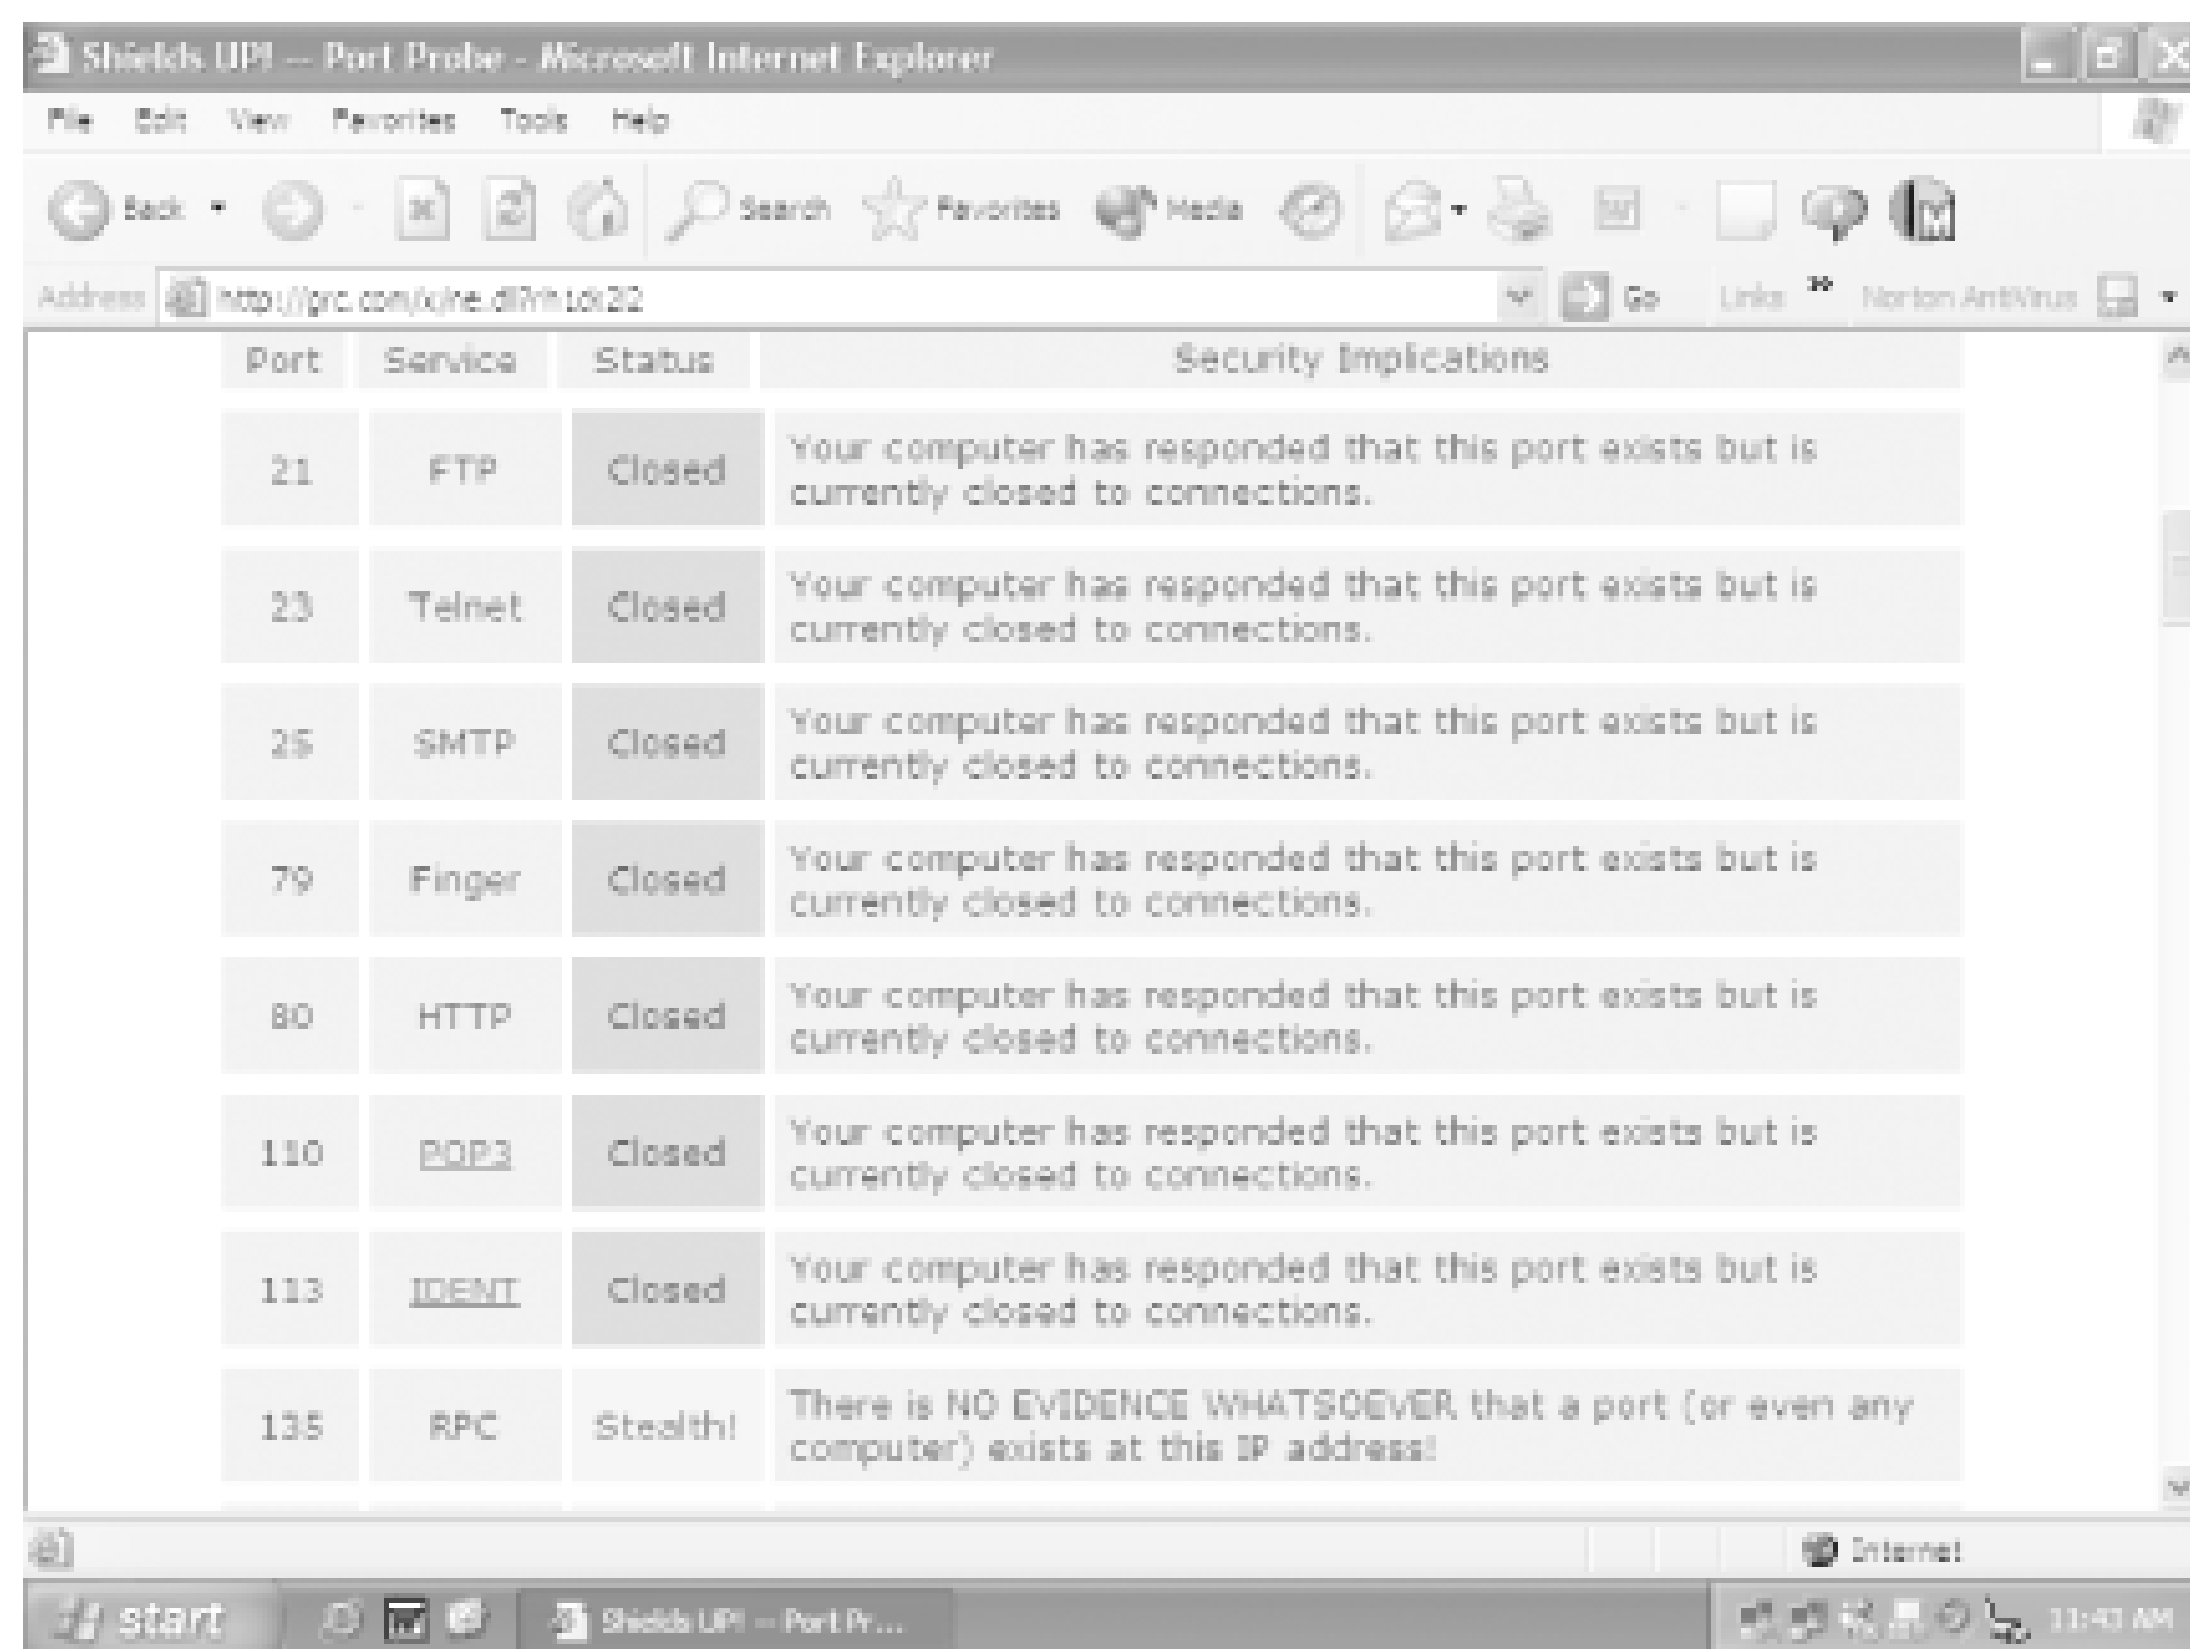 Shields UP! -- Port Probe - Microsoft Internet Explorer
File Edit View Favorites Tools Help
Back Search Favorites Media
Address http://grc.com/x/ne.dll?rh1dk2l2 Go Links » Norton AntiVirus
Port Service Status Security Implications
21 FTP Closed Your computer has responded that this port exists but is
currently closed to connections.
23 Telnet Closed Your computer has responded that this port exists but is
currently closed to connections.
25 SMTP Closed Your computer has responded that this port exists but is
currently closed to connections.
79 Finger Closed Your computer has responded that this port exists but is
currently closed to connections.
80 HTTP Closed Your computer has responded that this port exists but is
currently closed to connections.
110 POP3 Closed Your computer has responded that this port exists but is
currently closed to connections.
113 IDENT Closed Your computer has responded that this port exists but is
currently closed to connections.
135 RPC Stealth! There is NO EVIDENCE WHATSOEVER that a port (or even any
computer) exists at this IP address!
Internet
start Shields UP! -- Port Pr... AM